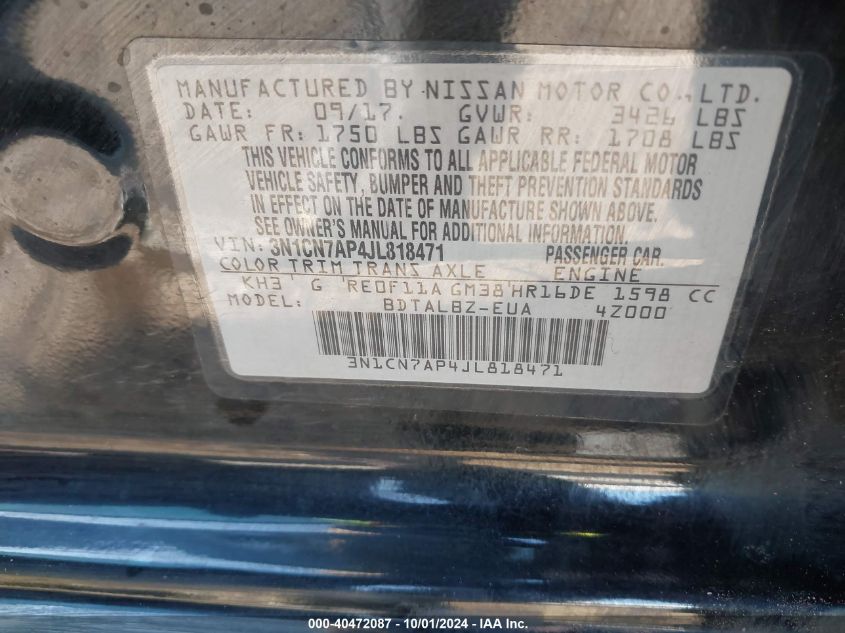 MANUFACTURED BY NISSAN MOTOR CO., LTD.
DATE: 09/17. GVWR: 3426 LBS
GAWR FR: 1750 LBS GAWR RR: 1708 LBS
THIS VEHICLE CONFORMS TO ALL APPLICABLE FEDERAL MOTOR
VEHICLE SAFETY, BUMPER AND THEFT PREVENTION STANDARDS
IN EFFECT ON THE DATE OF MANUFACTURE SHOWN ABOVE.
SEE OWNER'S MANUAL FOR ADDITIONAL INFORMATION.
VIN: 3N1CN7AP4JL818471 PASSENGER CAR.
COLOR TRIM TRANS AXLE ENGINE
KH3 G RE0F11A GM38 HR16DE 1598 CC
MODEL: BDTALBZ-EUA 4Z000
3N1CN7AP4JL818471
000-40472087 - 10/01/2024 - IAA Inc.